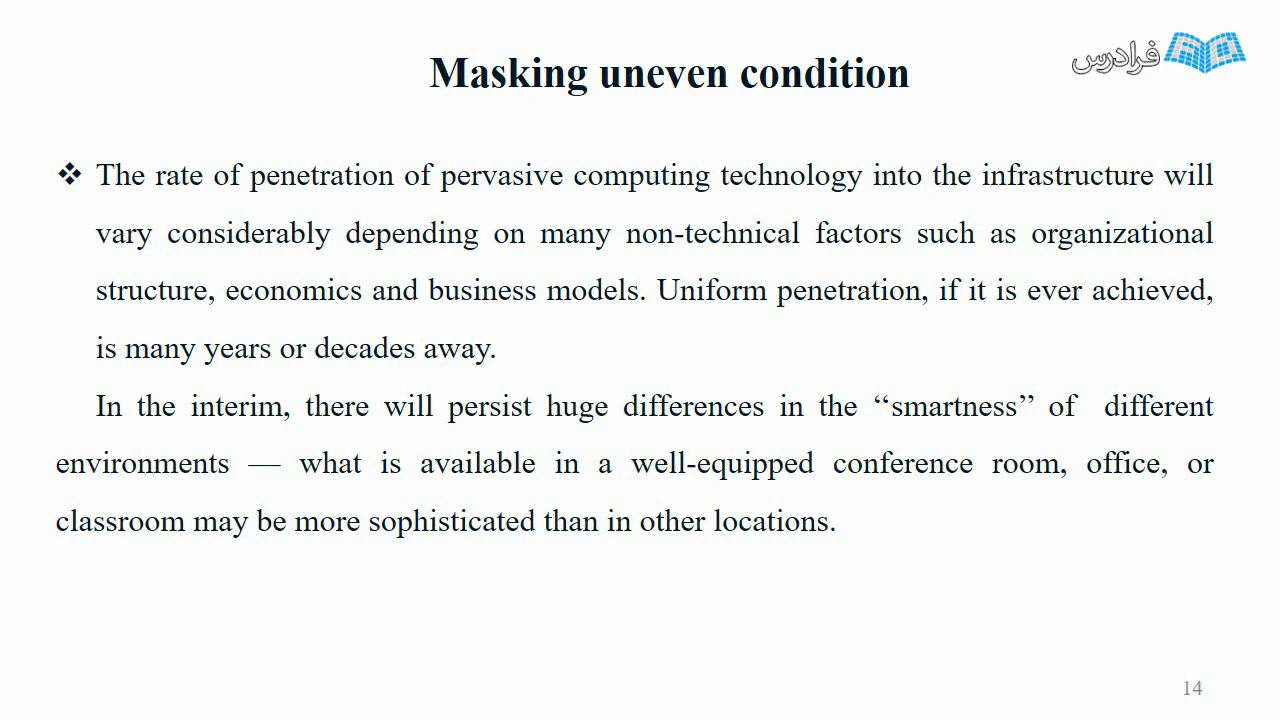 Masking uneven condition
فرادرس
❖ The rate of penetration of pervasive computing technology into the infrastructure will
vary considerably depending on many non-technical factors such as organizational
structure, economics and business models. Uniform penetration, if it is ever achieved,
is many years or decades away.
In the interim, there will persist huge differences in the ‘‘smartness’’ of different
environments — what is available in a well-equipped conference room, office, or
classroom may be more sophisticated than in other locations.
14